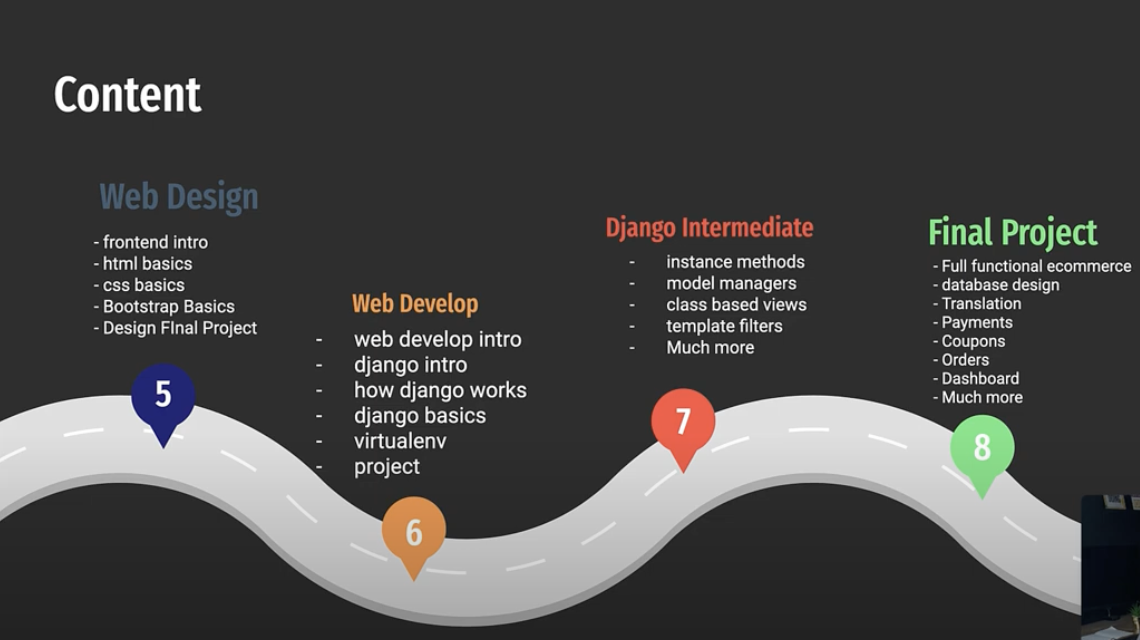 Content
Web Design
- frontend intro
- html basics
- css basics
- Bootstrap Basics
- Design FInal Project
5
Web Develop
- web develop intro
- django intro
- how django works
- django basics
- virtualenv
- project
6
Django Intermediate
- instance methods
- model managers
- class based views
- template filters
- Much more
7
Final Project
- Full functional ecommerce
- database design
- Translation
- Payments
- Coupons
- Orders
- Dashboard
- Much more
8